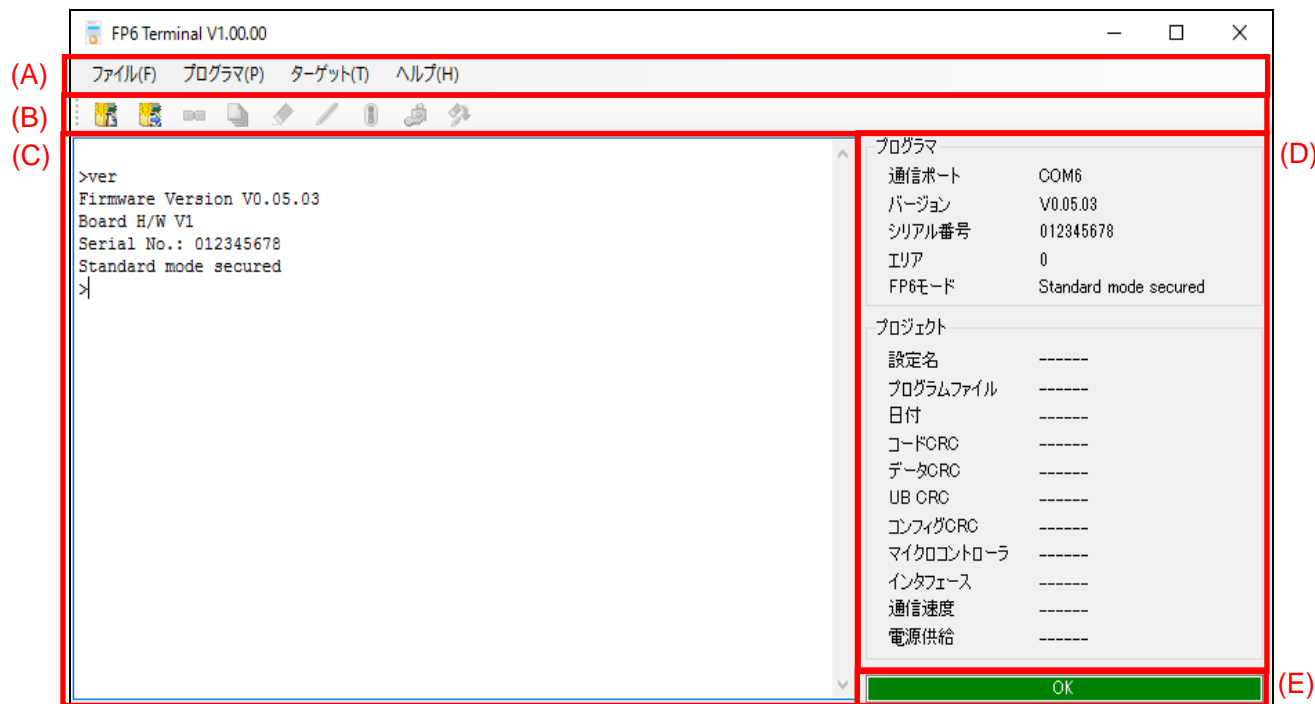 FP6 Terminal V1.00.00
(A)
ファイル(F) プログラマ(P) ターゲット(T) ヘルプ(H)
(B)
(C)
>ver
Firmware Version V0.05.03
Board H/W V1
Serial No.: 012345678
Standard mode secured
>
(D)
プログラマ
通信ポート COM6
バージョン V0.05.03
シリアル番号 012345678
エリア 0
FP6モード Standard mode secured
プロジェクト
設定名 ------
プログラムファイル ------
日付 ------
コードCRC ------
データCRC ------
UB CRC ------
コンフィグCRC ------
マイクロコントローラ ------
インタフェース ------
通信速度 ------
電源供給 ------
OK
(E)